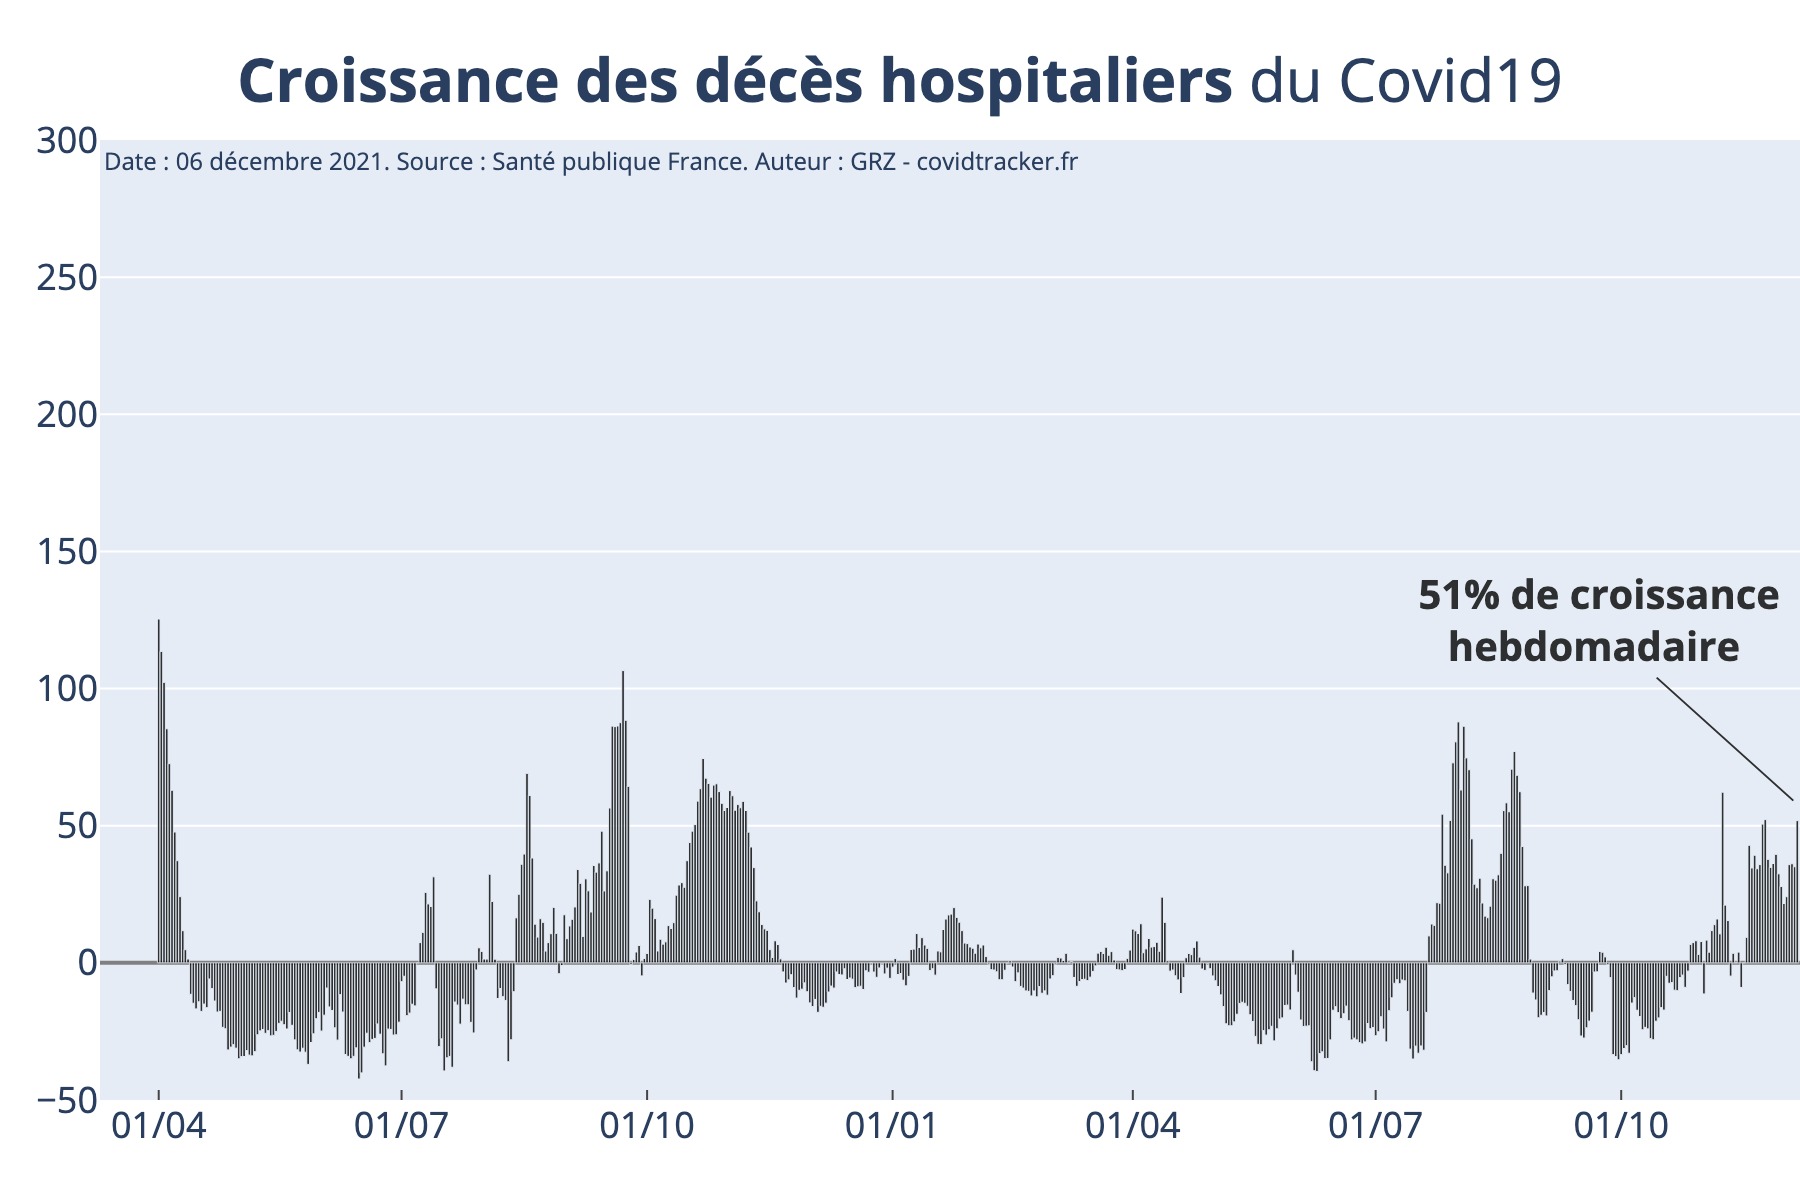 Croissance des décès hospitaliers du Covid19
300
Date : 06 décembre 2021. Source : Santé publique France. Auteur : GRZ - covidtracker.fr
250
200
150
51% de croissance
hebdomadaire
100
50
0
−50
01/04 01/07 01/10 01/01 01/04 01/07 01/10